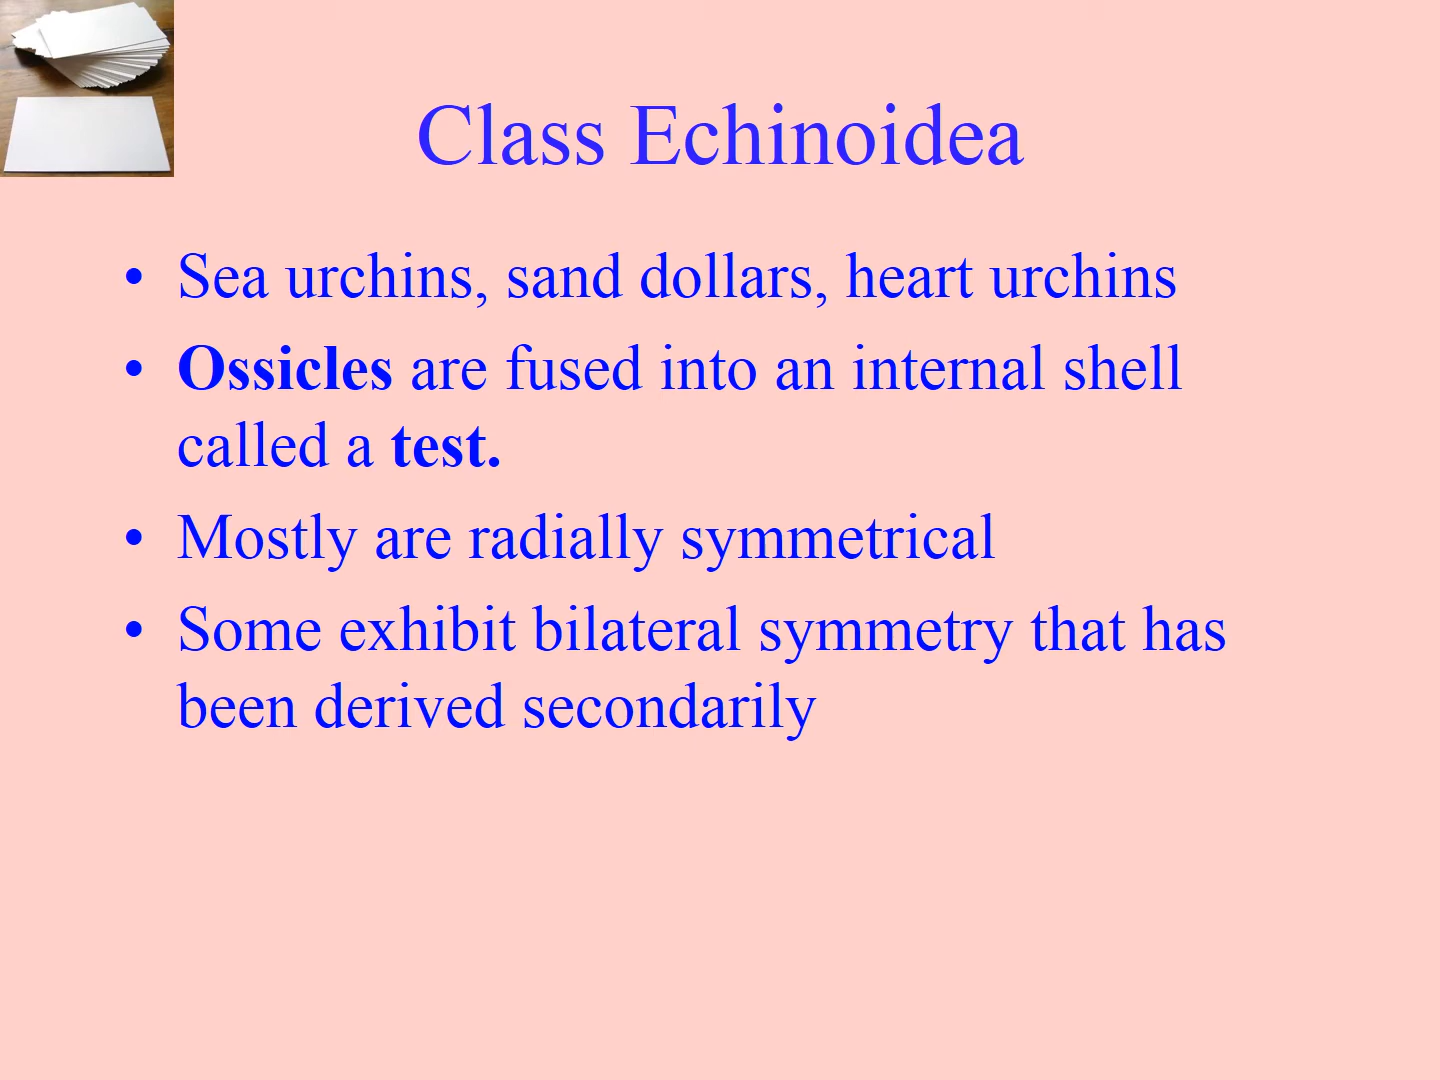 Class Echinoidea
• Sea urchins, sand dollars, heart urchins
• Ossicles are fused into an internal shell
called a test.
• Mostly are radially symmetrical
• Some exhibit bilateral symmetry that has
been derived secondarily